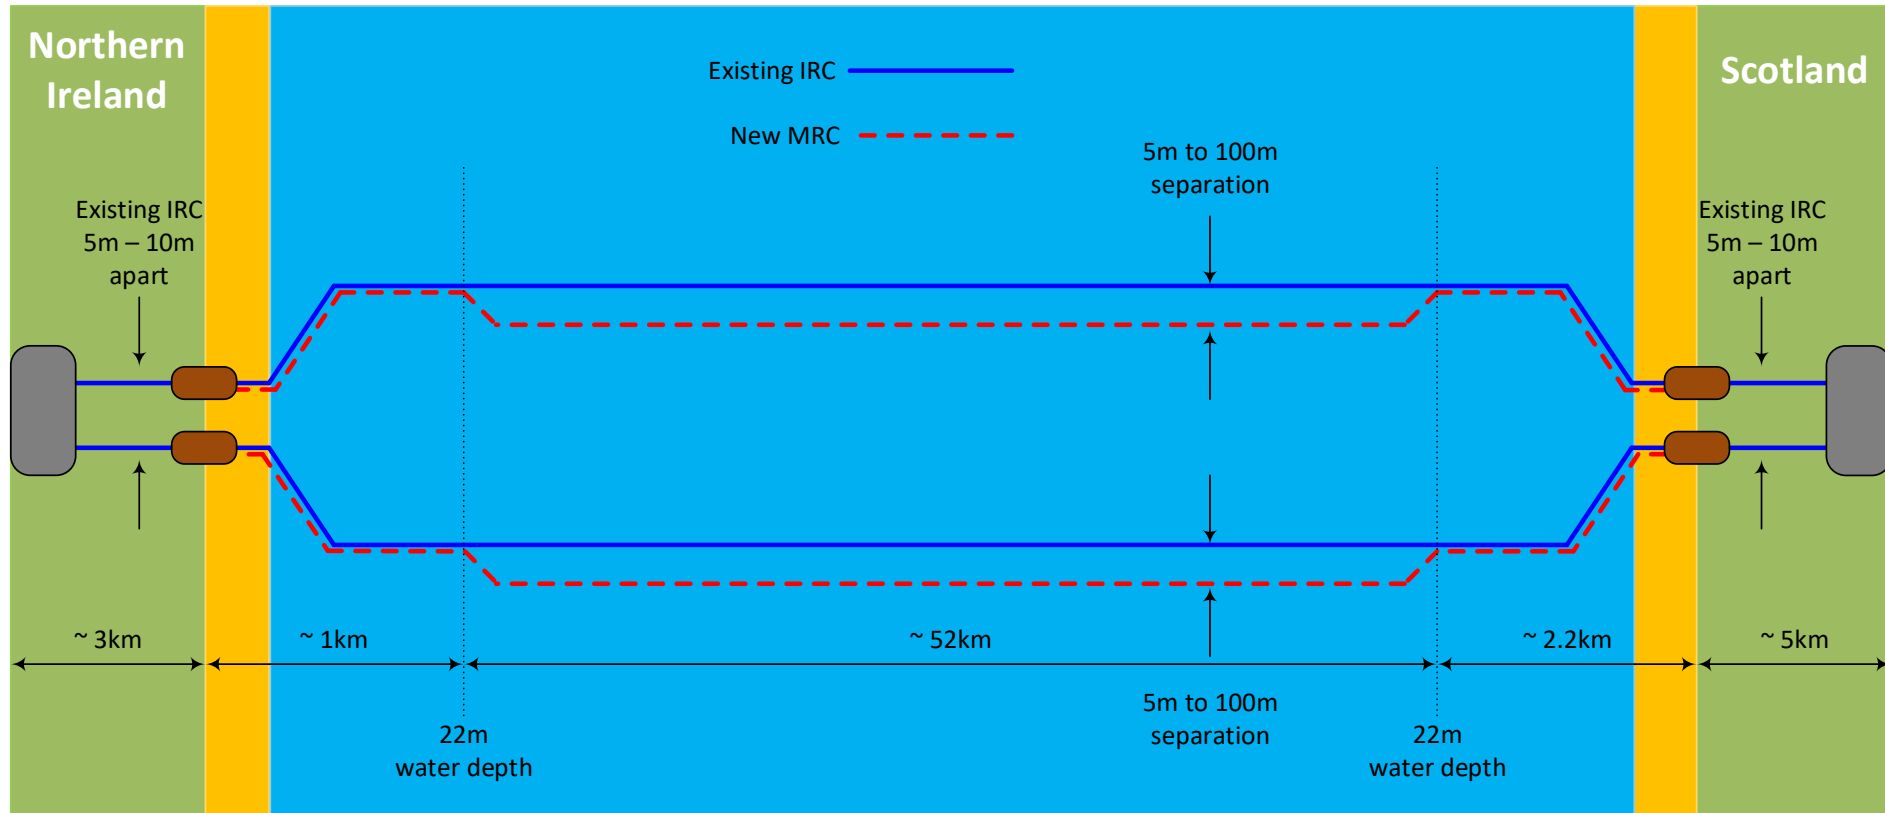 Northern
Ireland
Scotland
Existing IRC
New MRC
5m to 100m
separation
Existing IRC
5m – 10m
apart
Existing IRC
5m – 10m
apart
~ 3km
~ 1km
~ 52km
~ 2.2km
~ 5km
22m
water depth
5m to 100m
separation
22m
water depth